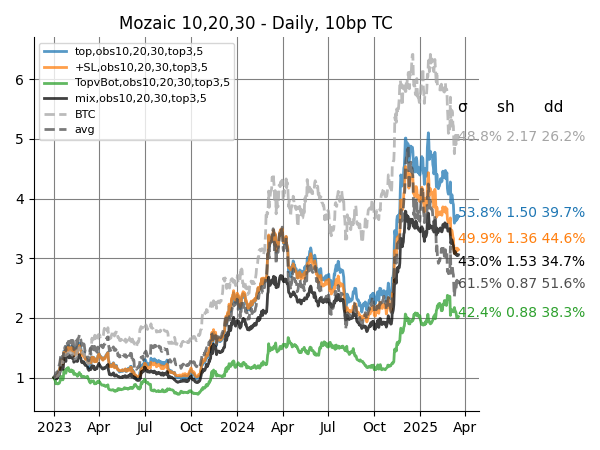 Mozaic 10,20,30 - Daily, 10bp TC
top,obs10,20,30,top3,5
+SL,obs10,20,30,top3,5
TopvBot,obs10,20,30,top3,5
mix,obs10,20,30,top3,5
BTC
avg
σ sh dd
48.8% 2.17 26.2%
53.8% 1.50 39.7%
49.9% 1.36 44.6%
43.0% 1.53 34.7%
61.5% 0.87 51.6%
42.4% 0.88 38.3%
6
5
4
3
2
1
2023 Apr Jul Oct 2024 Apr Jul Oct 2025 Apr